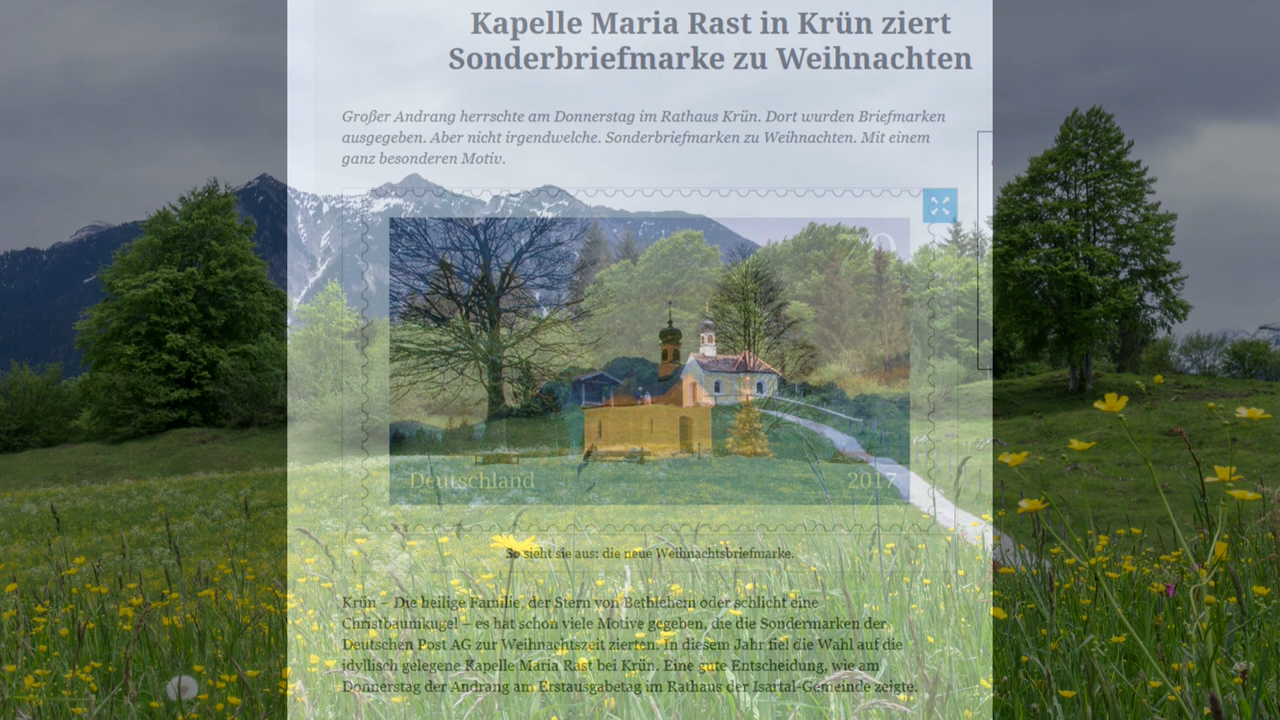 Kapelle Maria Rast in Krün ziert
Sonderbriefmarke zu Weihnachten
Großer Andrang herrschte am Donnerstag im Rathaus Krün. Dort wurden Briefmarken
ausgegeben. Aber nicht irgendwelche. Sonderbriefmarken zu Weihnachten. Mit einem
ganz besonderen Motiv.
Deutschland
2017
So sieht sie aus: die neue Weihnachtsbriefmarke.
Krün – Die heilige Familie, der Stern von Bethlehem oder schlicht eine
Christbaumkugel – es hat schon viele Motive gegeben, die die Sondermarken der
Deutschen Post AG zur Weihnachtszeit zierten. In diesem Jahr fiel die Wahl auf die
idyllisch gelegene Kapelle Maria Rast bei Krün. Eine gute Entscheidung, wie am
Donnerstag der Andrang am Erstausgabetag im Rathaus der Isartal-Gemeinde zeigte.